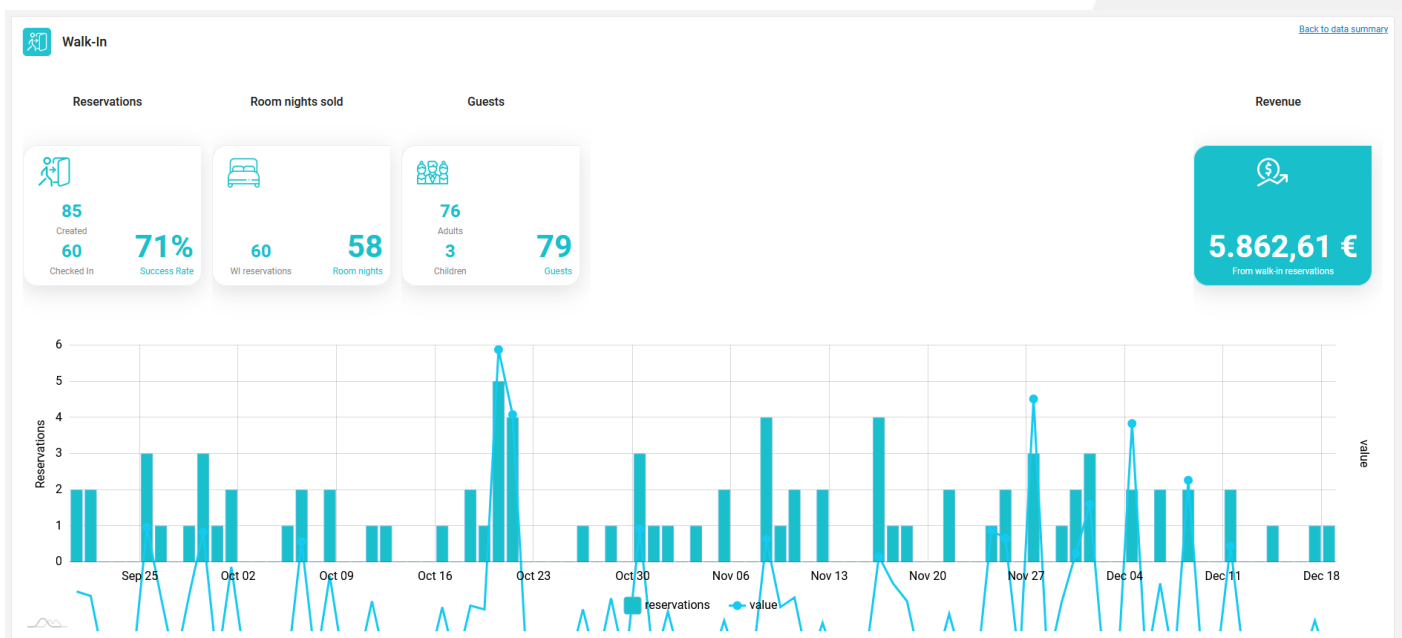 Walk-In
Back to data summary
Reservations
Room nights sold
Guests
Revenue
85
Created
60
Checked In
71%
Success Rate
60
WI reservations
58
Room nights
76
Adults
3
Children
79
Guests
5.862,61 €
From walk-in reservations
6
5
4
3
2
1
0
Reservations
value
Sep 25
Oct 02
Oct 09
Oct 16
Oct 23
Oct 30
Nov 06
Nov 13
Nov 20
Nov 27
Dec 04
Dec 11
Dec 18
reservations
value